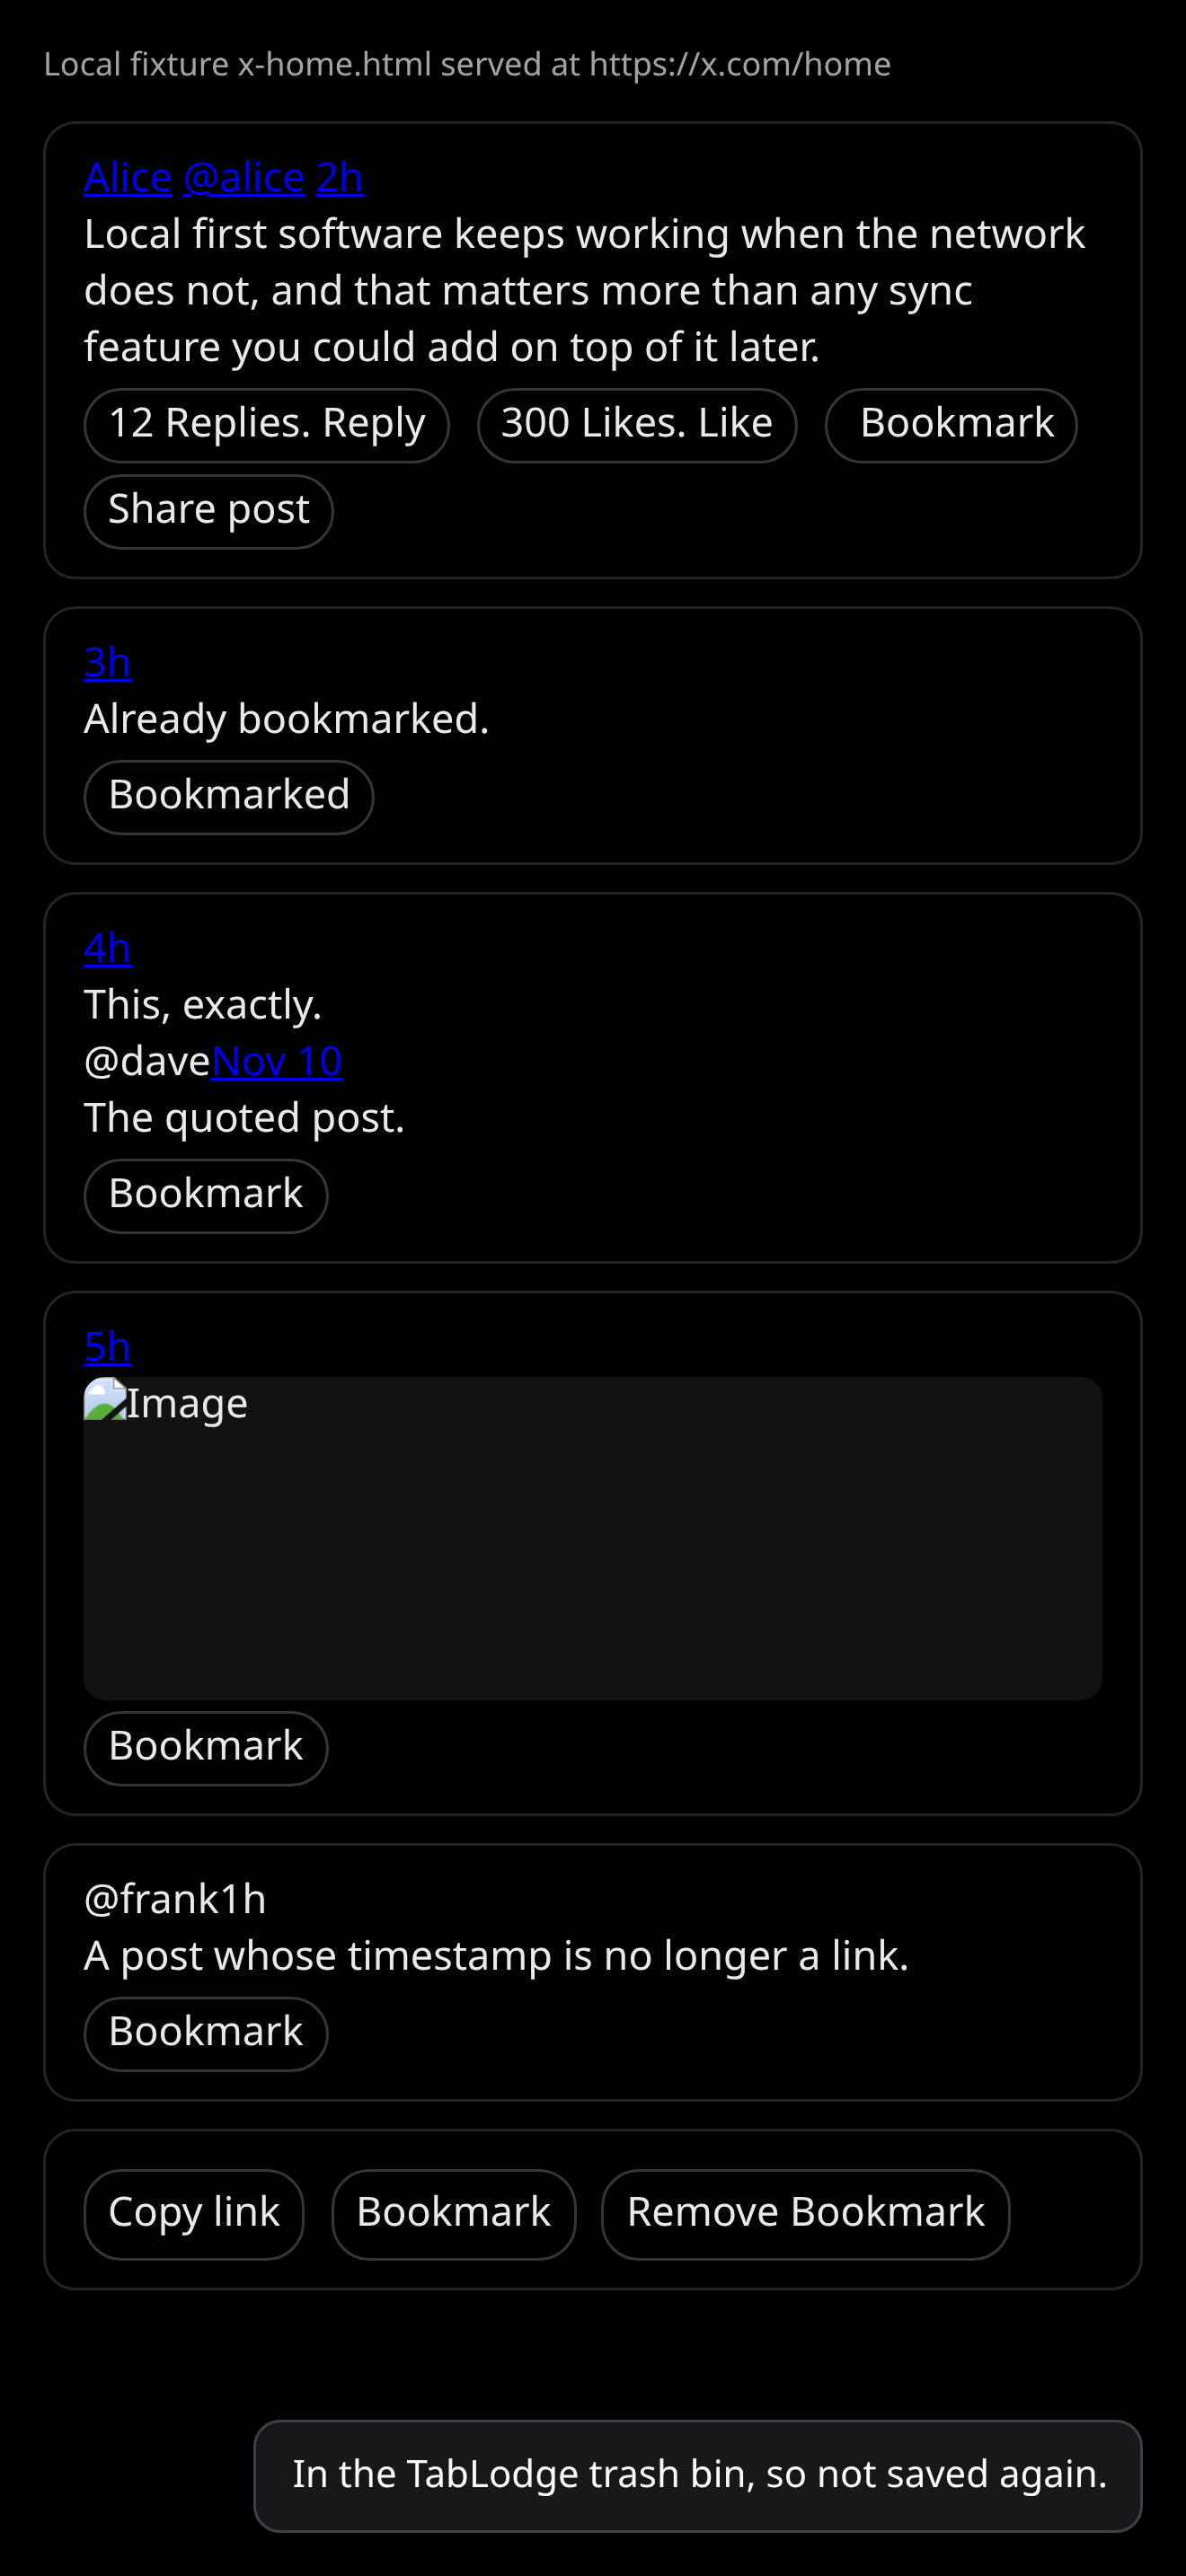 Local fixture x-home.html served at https://x.com/home
Alice @alice 2h
Local first software keeps working when the network
does not, and that matters more than any sync
feature you could add on top of it later.
12 Replies. Reply 300 Likes. Like Bookmark
Share post
3h
Already bookmarked.
Bookmarked
4h
This, exactly.
@daveNov 10
The quoted post.
Bookmark
5h
Image
Bookmark
@frank1h
A post whose timestamp is no longer a link.
Bookmark
Copy link Bookmark Remove Bookmark
In the TabLodge trash bin, so not saved again.